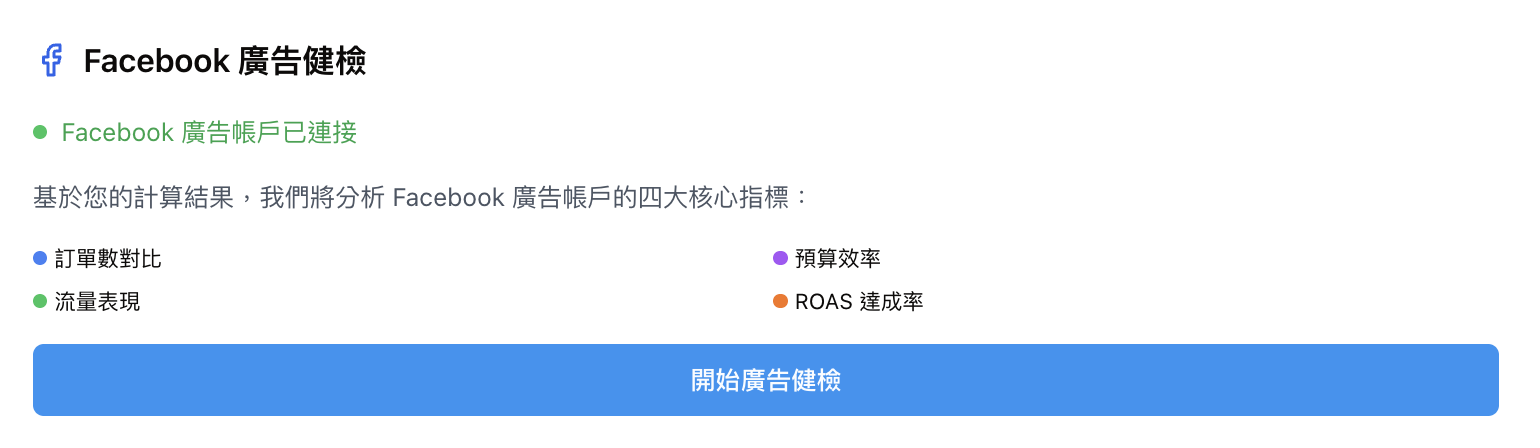 Facebook 廣告健檢
Facebook 廣告帳戶已連接
基於您的計算結果，我們將分析 Facebook 廣告帳戶的四大核心指標：
訂單數對比
預算效率
流量表現
ROAS 達成率
開始廣告健檢